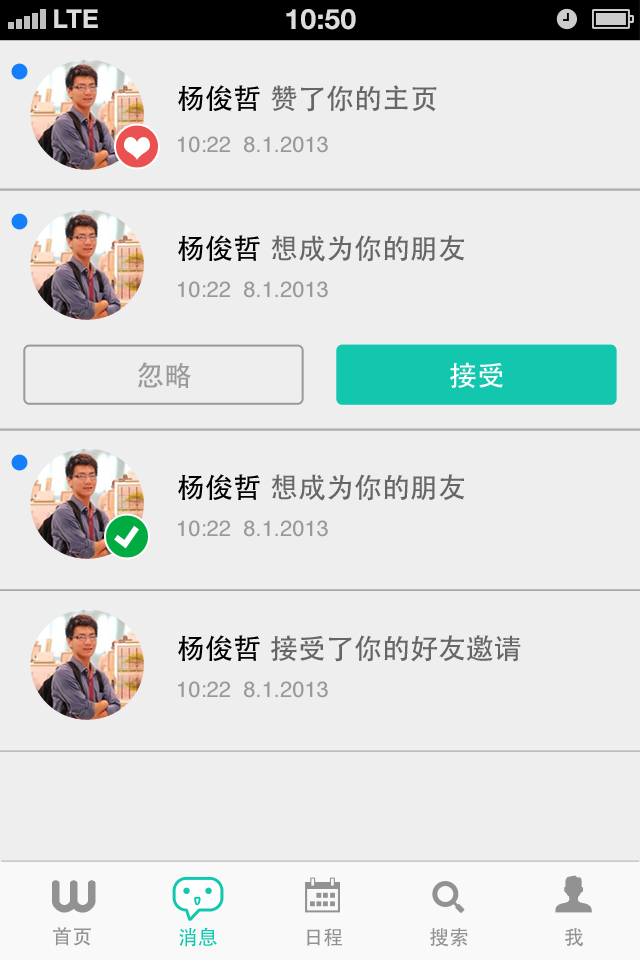 LTE 10:50
杨俊哲 赞了你的主页
10:22 8.1.2013
杨俊哲 想成为你的朋友
10:22 8.1.2013
忽略 接受
杨俊哲 想成为你的朋友
10:22 8.1.2013
杨俊哲 接受了你的好友邀请
10:22 8.1.2013
首页 消息 日程 搜索 我